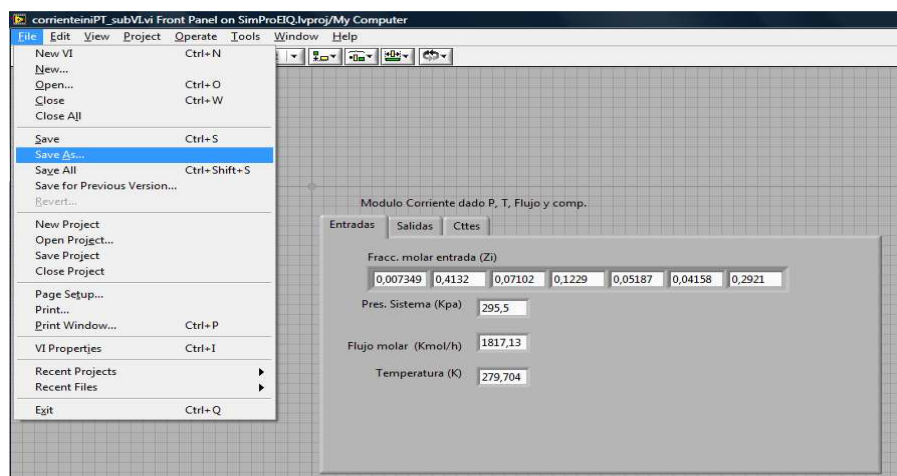 corrienteiniPT_subVI.vi Front Panel on SimProEIQ.lvproj/My Computer
File Edit View Project Operate Tools Window Help
New VI Ctrl+N
New...
Open... Ctrl+O
Close Ctrl+W
Close All
Save Ctrl+S
Save As...
Save All Ctrl+Shift+S
Save for Previous Version...
Revert...
New Project
Open Project...
Save Project
Close Project
Page Setup...
Print...
Print Window... Ctrl+P
VI Properties Ctrl+I
Recent Projects
Recent Files
Exit Ctrl+Q
Modulo Corriente dado P, T, Flujo y comp.
Entradas Salidas Cttes
Fracc. molar entrada (Zi)
0,007349 0,4132 0,07102 0,1229 0,05187 0,04158 0,2921
Pres. Sistema (Kpa) 295,5
Flujo molar (Kmol/h) 1817,13
Temperatura (K) 279,704